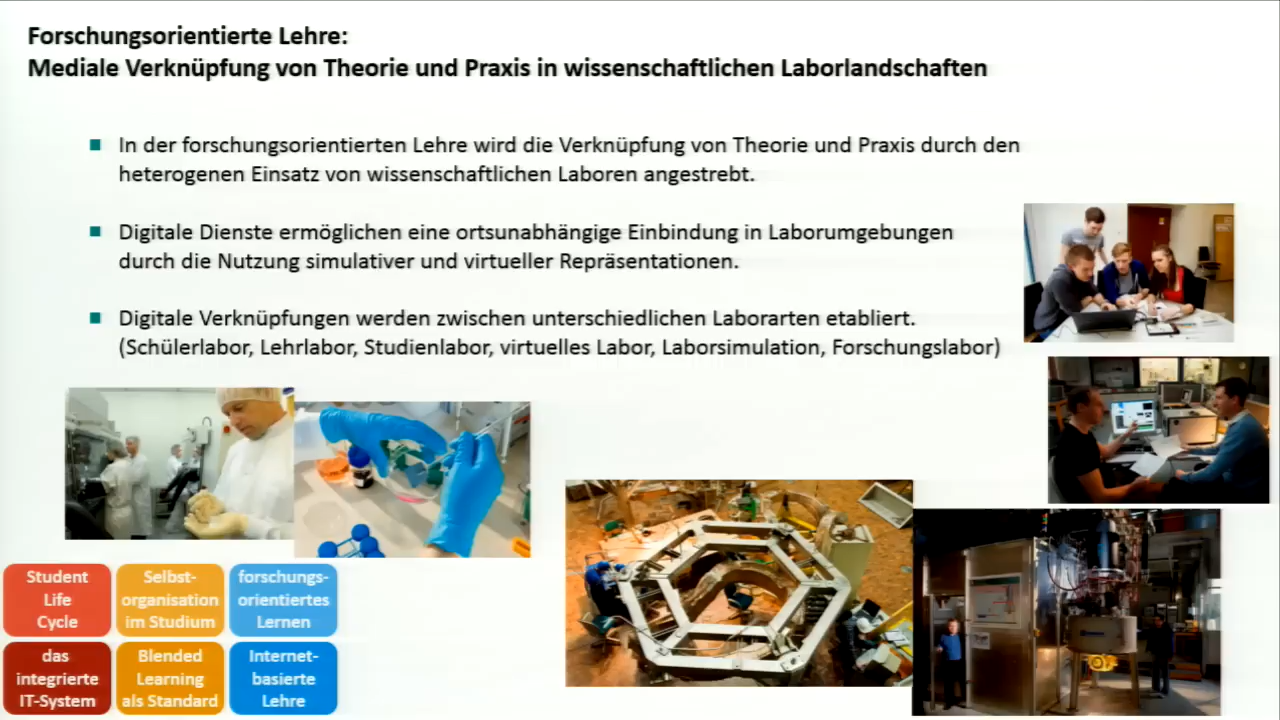 Forschungsorientierte Lehre:
Mediale Verknüpfung von Theorie und Praxis in wissenschaftlichen Laborlandschaften
In der forschungsorientierten Lehre wird die Verknüpfung von Theorie und Praxis durch den
heterogenen Einsatz von wissenschaftlichen Laboren angestrebt.
Digitale Dienste ermöglichen eine ortsunabhängige Einbindung in Laborumgebungen
durch die Nutzung simulativer und virtueller Repräsentationen.
Digitale Verknüpfungen werden zwischen unterschiedlichen Laborarten etabliert.
(Schülerlabor, Lehrlabor, Studienlabor, virtuelles Labor, Laborsimulation, Forschungslabor)
Student
Life
Cycle
Selbst-
organisation
im Studium
forschungs-
orientiertes
Lernen
das
integrierte
IT-System
Blended
Learning
als Standard
Internet-
basierte
Lehre